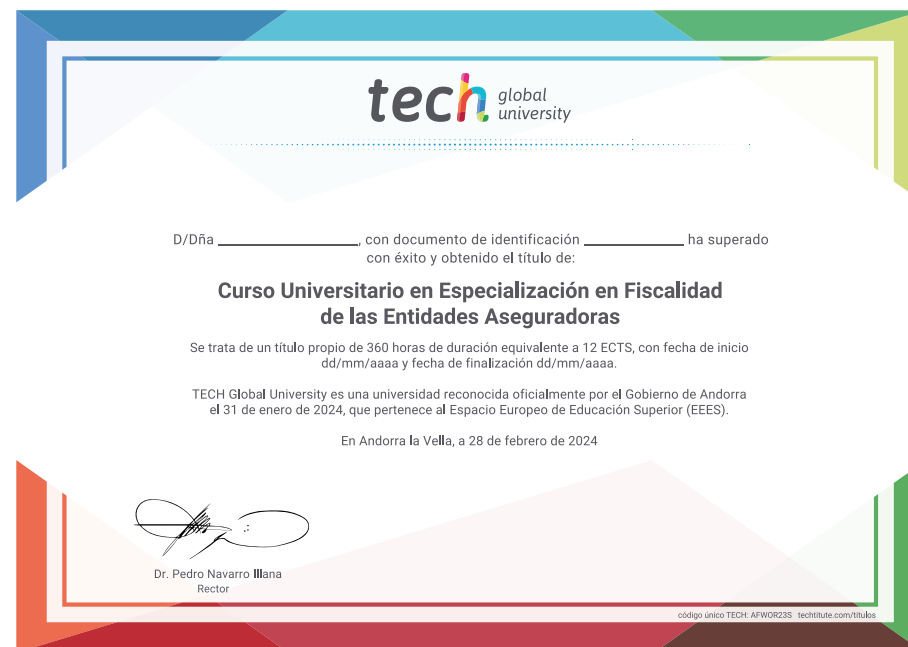 tech global university
D/Dña ____________________, con documento de identificación ______________ ha superado
con éxito y obtenido el título de:
Curso Universitario en Especialización en Fiscalidad
de las Entidades Aseguradoras
Se trata de un título propio de 360 horas de duración equivalente a 12 ECTS, con fecha de inicio
dd/mm/aaaa y fecha de finalización dd/mm/aaaa.
TECH Global University es una universidad reconocida oficialmente por el Gobierno de Andorra
el 31 de enero de 2024, que pertenece al Espacio Europeo de Educación Superior (EEES).
En Andorra la Vella, a 28 de febrero de 2024
Dr. Pedro Navarro Illana
Rector
código único TECH: AFWOR23S techtitute.com/titulos